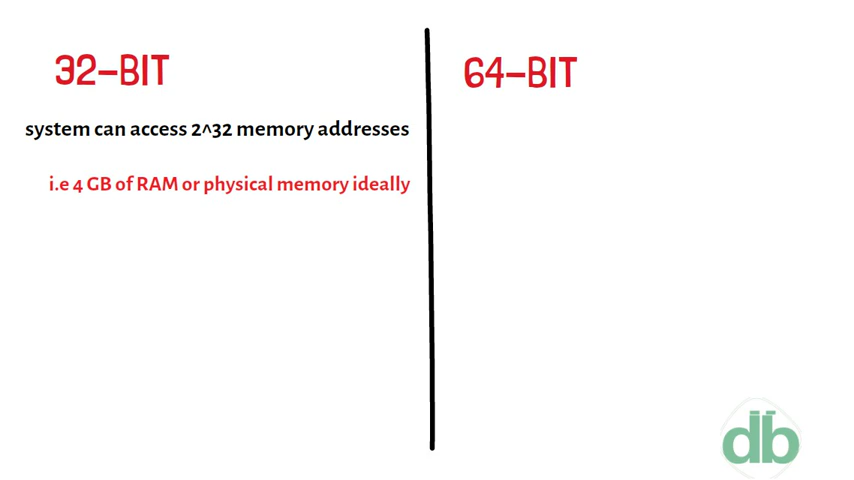 32-BIT
system can access 2^32 memory addresses
i.e 4 GB of RAM or physical memory ideally
64-BIT
db